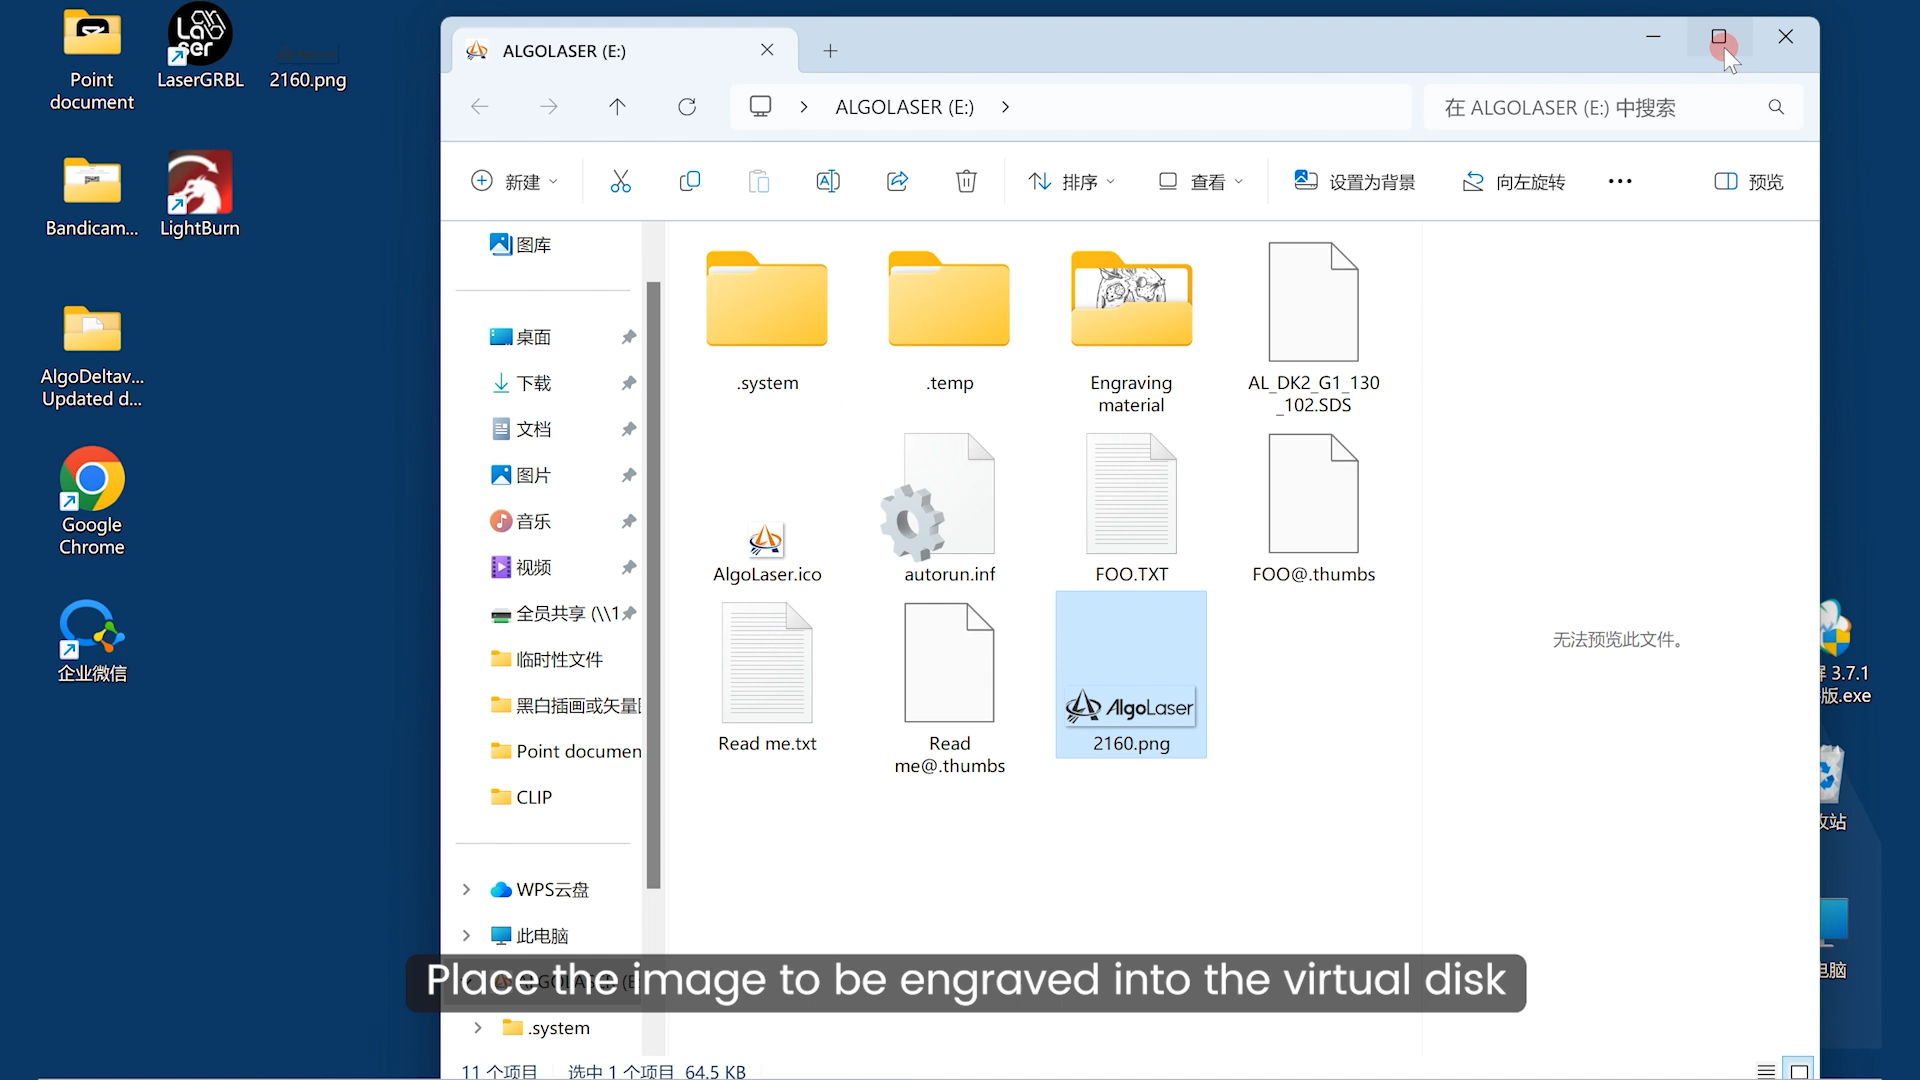 Point
document
LaserGRBL
2160.png
Bandicam...
LightBurn
AlgoDeltav...
Updated d...
Google
Chrome
企业微信
ALGOLASER (E:)
ALGOLASER (E:)
在 ALGOLASER (E:) 中搜索
新建
排序
查看
设置为背景
向左旋转
预览
图库
桌面
下载
文档
图片
音乐
视频
全员共享 (\\1
临时性文件
黑白插画或矢量
Point documen
CLIP
WPS云盘
此电脑
.system
.system
.temp
Engraving
material
AL_DK2_G1_130
_102.SDS
AlgoLaser.ico
autorun.inf
FOO.TXT
FOO@.thumbs
Read me.txt
Read
me@.thumbs
AlgoLaser
2160.png
无法预览此文件。
3.7.1
版.exe
站
电脑
Place the image to be engraved into the virtual disk
11 个项目
选中 1 个项目 64.5 KB